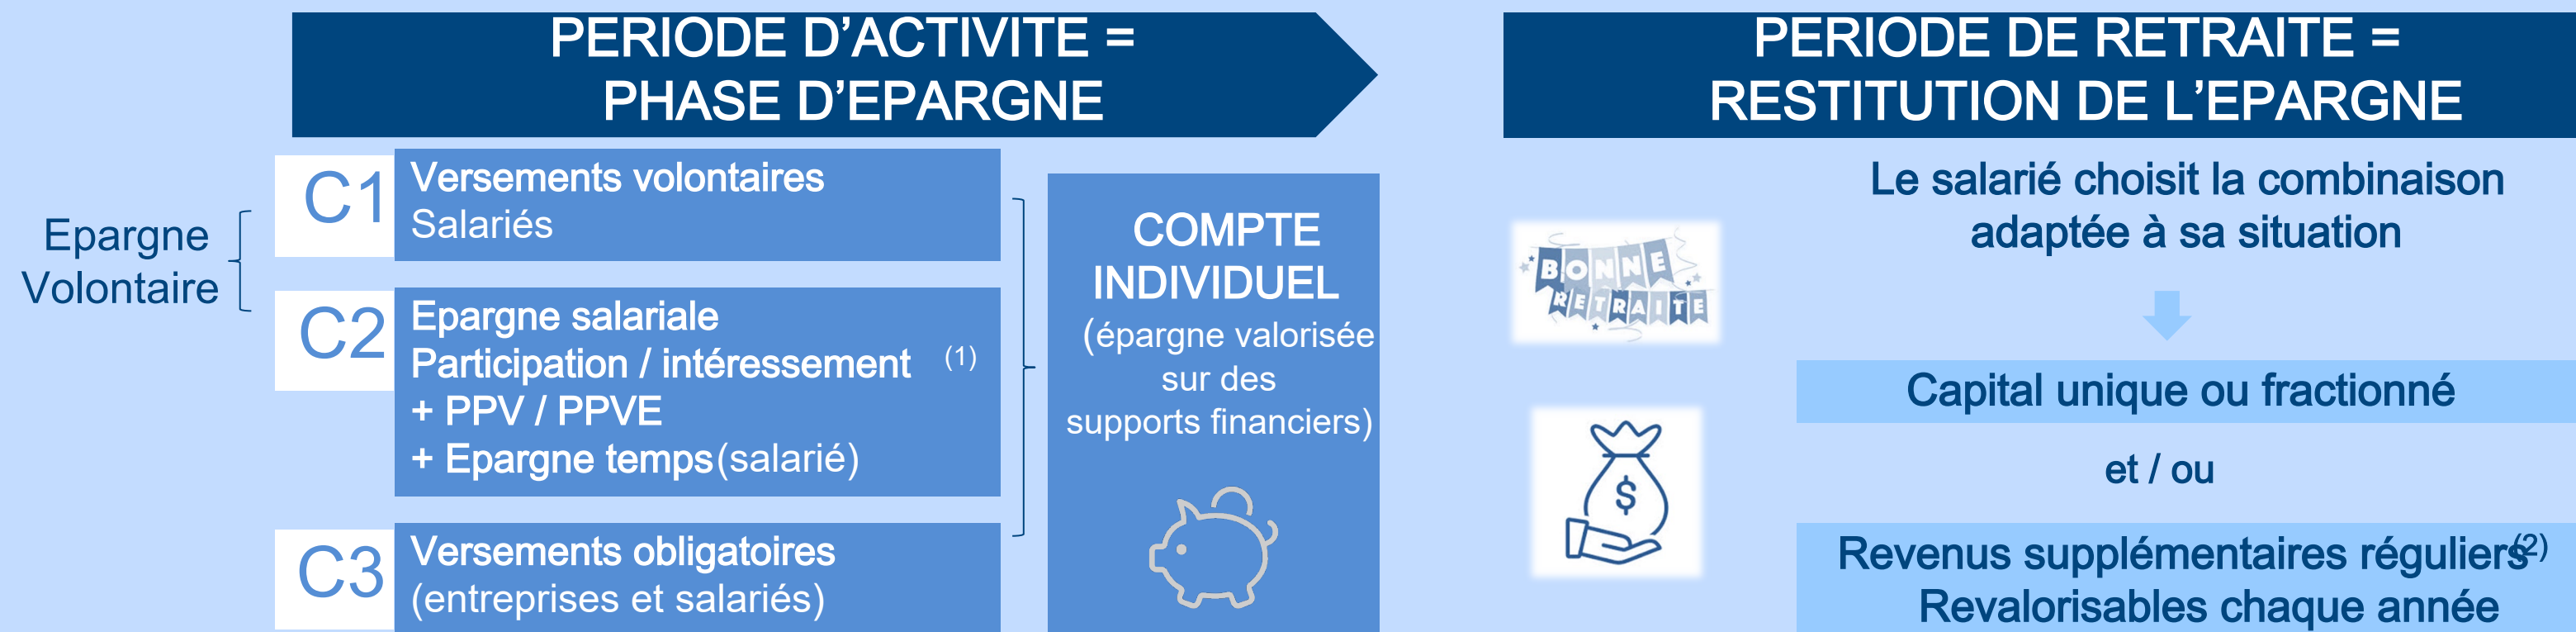 PERIODE D’ACTIVITE =
PHASE D’EPARGNE
PERIODE DE RETRAITE =
RESTITUTION DE L’EPARGNE
Epargne
Volontaire
C1
Versements volontaires
Salariés
C2
Epargne salariale
Participation / intéressement (1)
+ PPV / PPVE
+ Epargne temps (salarié)
C3
Versements obligatoires
(entreprises et salariés)
COMPTE
INDIVIDUEL
(épargne valorisée
sur des
supports financiers)
BONNE
RETRAITE
$
Le salarié choisit la combinaison
adaptée à sa situation
Capital unique ou fractionné
et / ou
Revenus supplémentaires réguliers(2)
Revalorisables chaque année